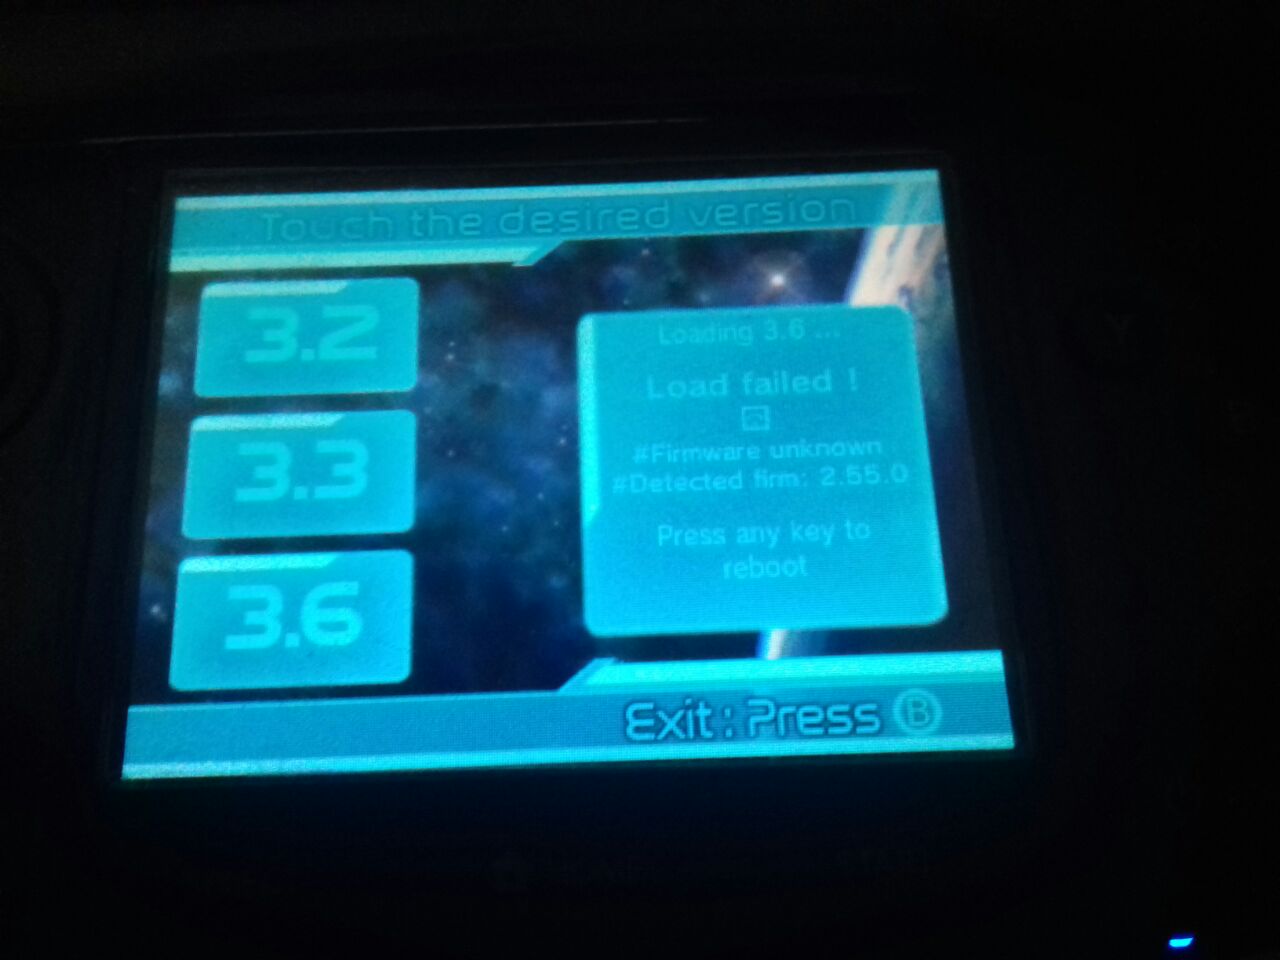 Touch the desired version
3.2
3.3
3.6
Loading 3.6 ...
Load failed !
#Firmware unknown
#Detected firm: 2.55.0
Press any key to
reboot
Exit : Press B
Y